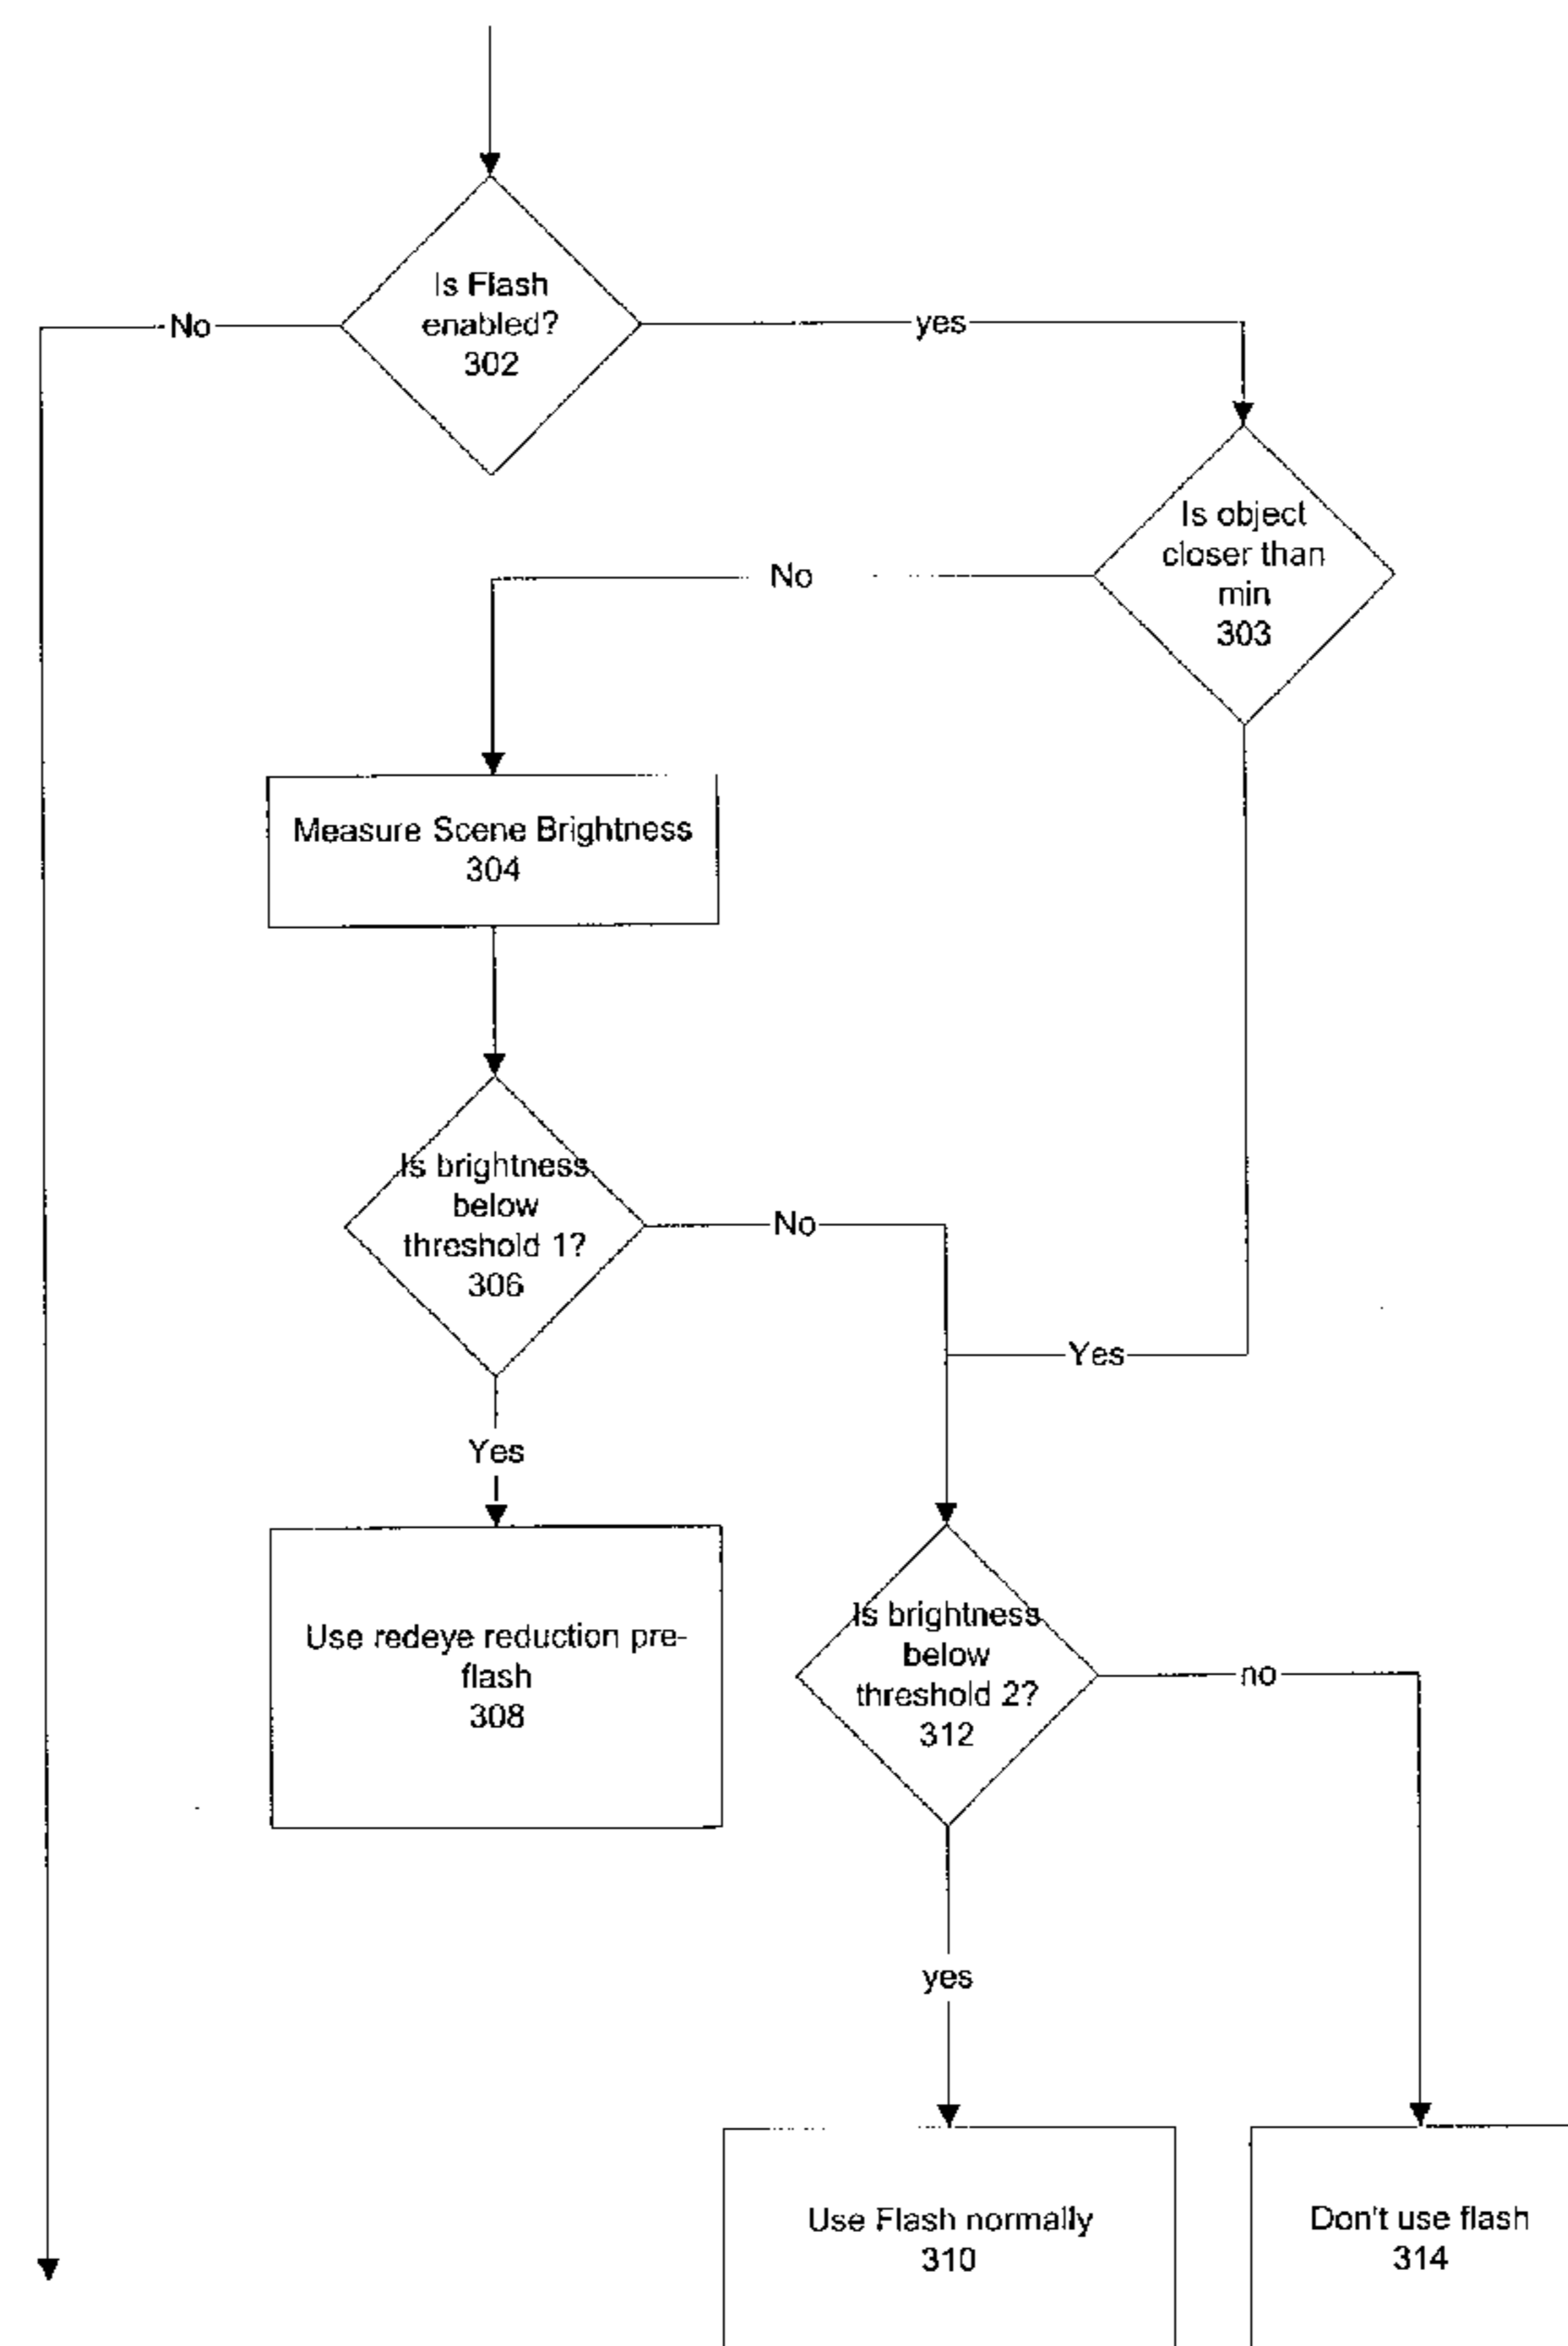 Is Flash
enabled?
302
No
yes
Is object
closer than
min
303
No
Measure Scene Brightness
304
Is brightness
below
threshold 1?
306
No
Yes
Yes
Use redeye reduction pre-
flash
308
Is brightness
below
threshold 2?
312
no
yes
Use Flash normally
310
Don't use flash
314